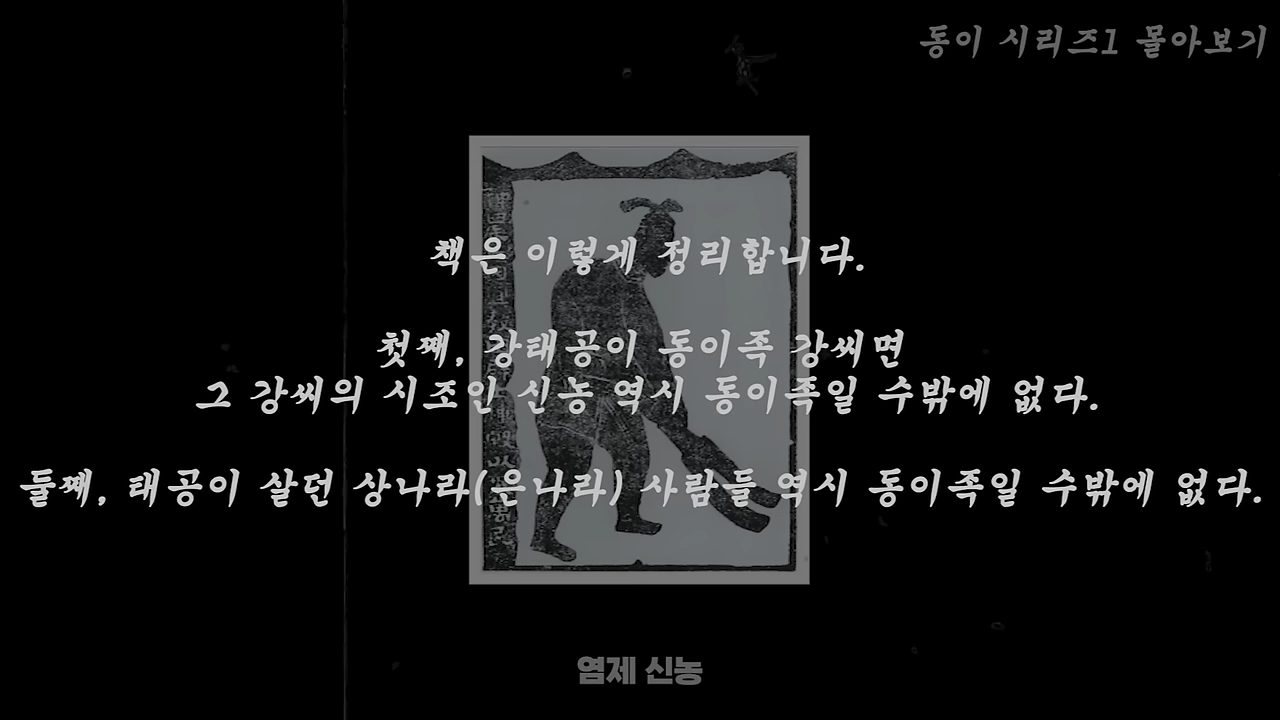 동이 시리즈1 몰아보기
책은 이렇게 정리합니다.
첫째, 강태공이 동이족 강씨면
그 강씨의 시조인 신농 역시 동이족일 수밖에 없다.
둘째, 태공이 살던 상나라(은나라) 사람들 역시 동이족일 수밖에 없다.
염제 신농